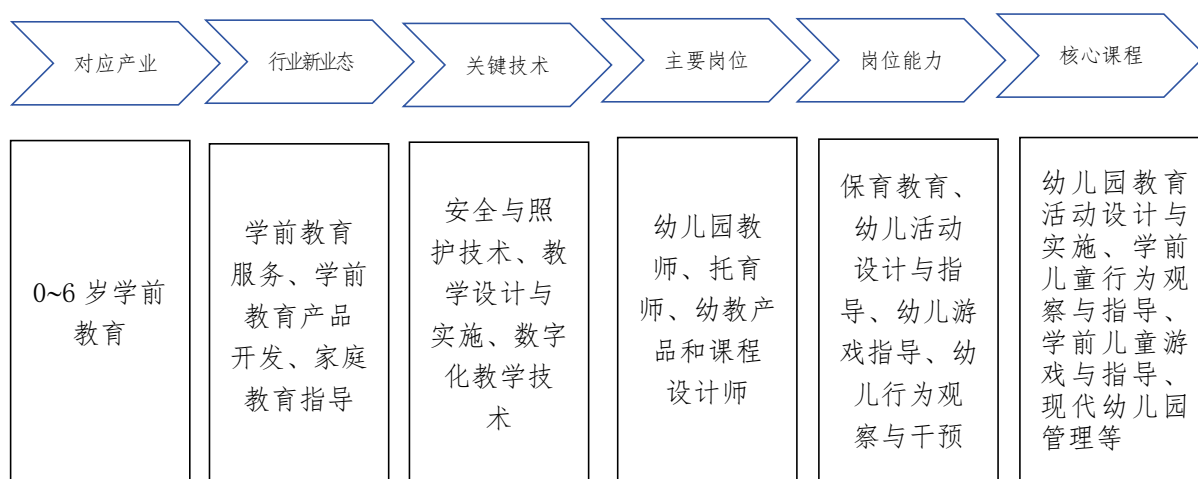 对应产业
行业新业态
关键技术
主要岗位
岗位能力
核心课程
0~6 岁学前
教育
学前教育
服务、学前
教育产品
开发、家庭
教育指导
安全与照
护技术、教
学设计与
实施、数字
化教学技
术
幼儿园教
师、托育
师、幼教产
品和课程
设计师
保育教育、
幼儿活动
设计与指
导、幼儿游
戏指导、幼
儿行为观
察与干预
幼儿园教育
活动设计与
实施、学前
儿童行为观
察与指导、
学前儿童游
戏与指导、
现代幼儿园
管理等